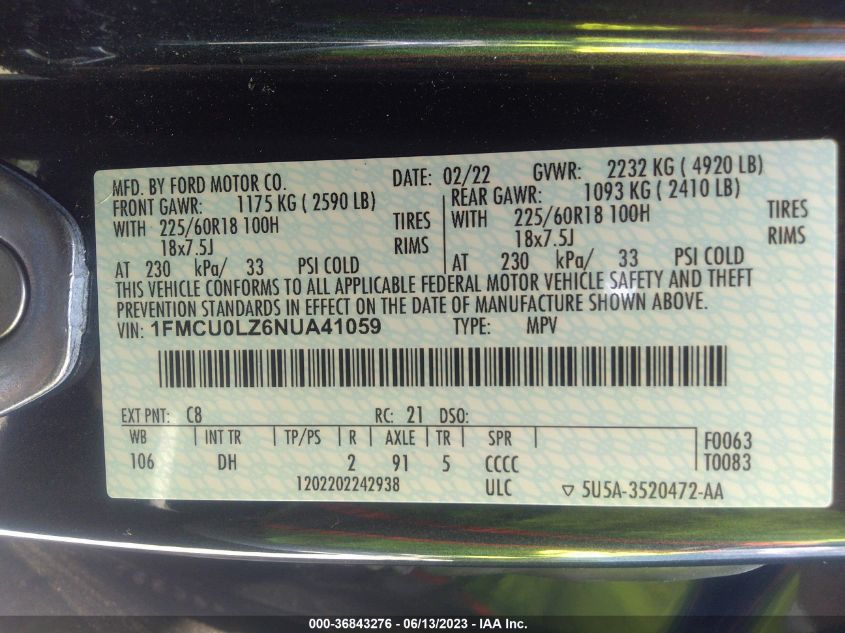 MFD. BY FORD MOTOR CO. DATE: 02/22 GVWR: 2232 KG ( 4920 LB)
FRONT GAWR: 1175 KG ( 2590 LB) REAR GAWR: 1093 KG ( 2410 LB)
WITH 225/60R18 100H TIRES WITH 225/60R18 100H TIRES
18x7.5J RIMS 18x7.5J RIMS
AT 230 kPa/ 33 PSI COLD AT 230 kPa/ 33 PSI COLD
THIS VEHICLE CONFORMS TO ALL APPLICABLE FEDERAL MOTOR VEHICLE SAFETY AND THEFT
PREVENTION STANDARDS IN EFFECT ON THE DATE OF MANUFACTURE SHOWN ABOVE.
VIN: 1FMCU0LZ6NUA41059 TYPE: MPV
EXT PNT: C8 RC: 21 DSO:
WB INT TR TP/PS R AXLE TR SPR F0063
106 DH 2 91 5 CCCC T0083
1202202242938 ULC 5U5A-3520472-AA
000-36843276 - 06/13/2023 - IAA Inc.